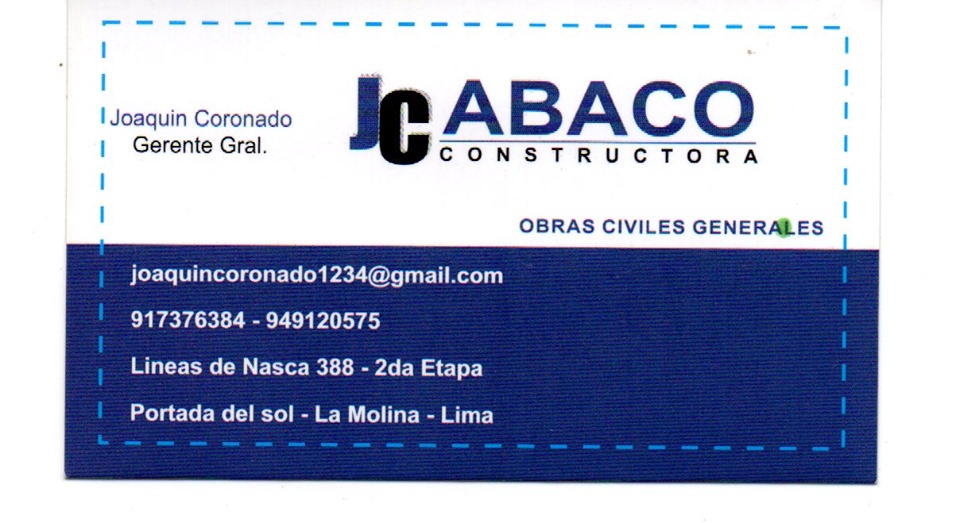 Joaquin Coronado
Gerente Gral.
JC ABACO
CONSTRUCTORA
OBRAS CIVILES GENERALES
joaquincoronado1234@gmail.com
917376384 - 949120575
Lineas de Nasca 388 - 2da Etapa
Portada del sol - La Molina - Lima